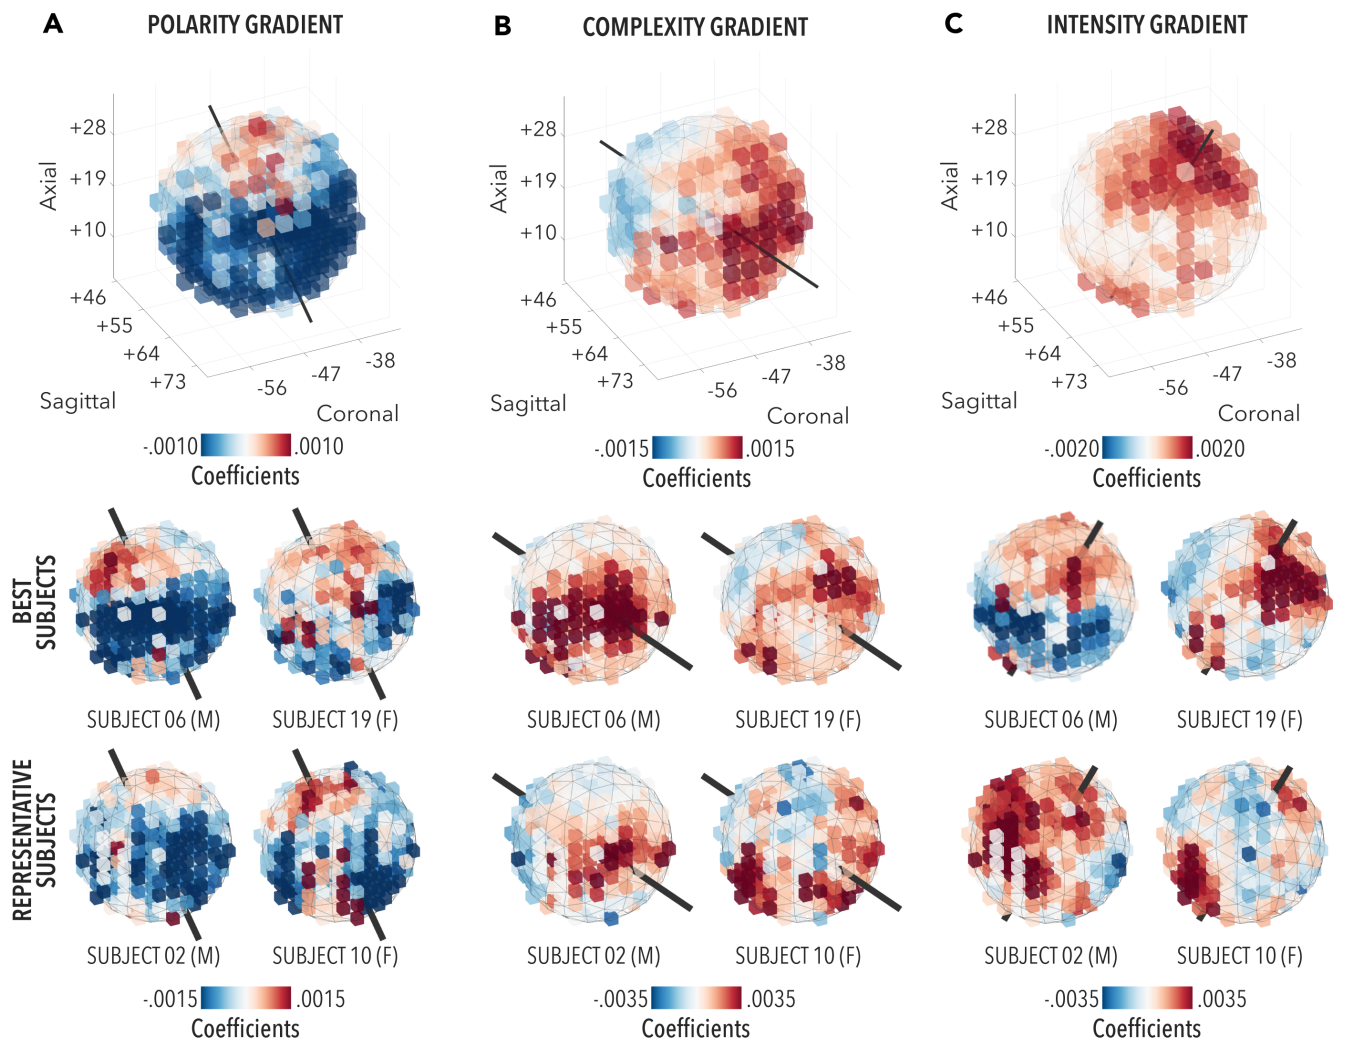 A POLARITY GRADIENT
B COMPLEXITY GRADIENT
C INTENSITY GRADIENT
Axial
+28
+19
+10
+46
+55
+64
+73
Sagittal
-56
-47
-38
Coronal
-.0010 .0010
Coefficients
Axial
+28
+19
+10
+46
+55
+64
+73
Sagittal
-56
-47
-38
Coronal
-.0015 .0015
Coefficients
Axial
+28
+19
+10
+46
+55
+64
+73
Sagittal
-56
-47
-38
Coronal
-.0020 .0020
Coefficients
BEST
SUBJECTS
SUBJECT 06 (M) SUBJECT 19 (F) SUBJECT 06 (M) SUBJECT 19 (F) SUBJECT 06 (M) SUBJECT 19 (F)
REPRESENTATIVE
SUBJECTS
SUBJECT 02 (M) SUBJECT 10 (F) SUBJECT 02 (M) SUBJECT 10 (F) SUBJECT 02 (M) SUBJECT 10 (F)
-.0015 .0015 -.0035 .0035 -.0035 .0035
Coefficients Coefficients Coefficients